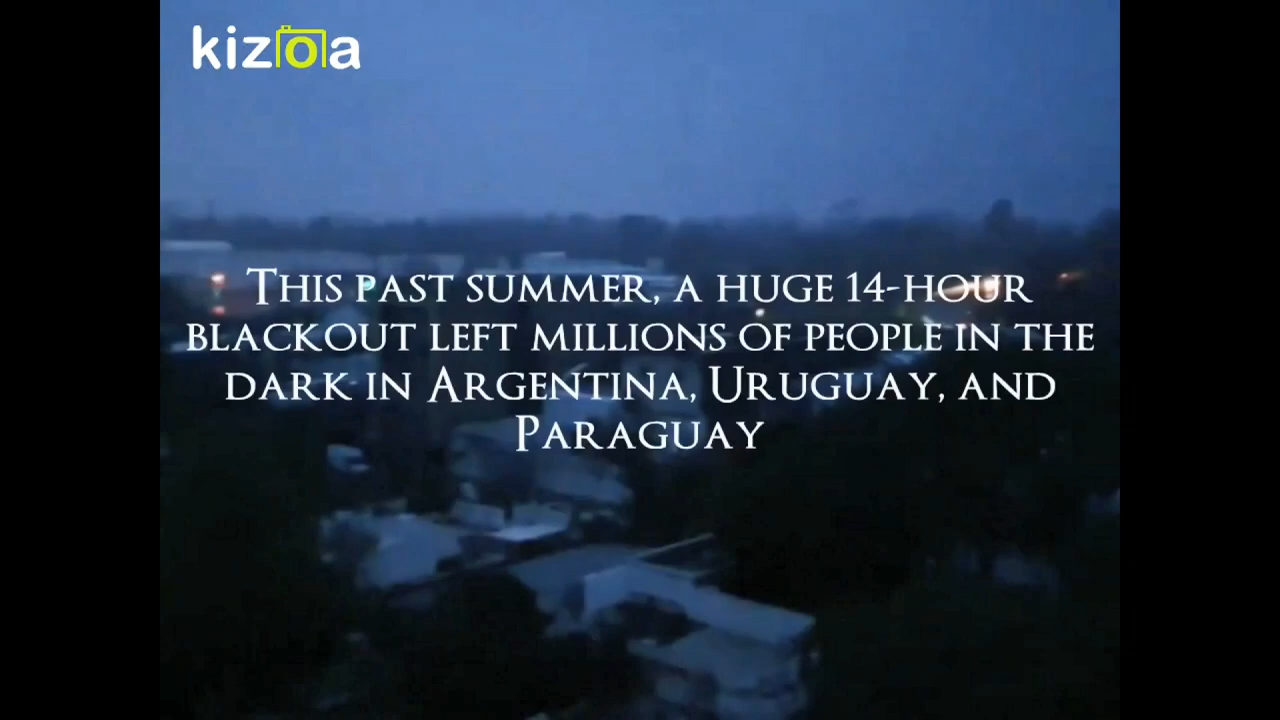 kizoa
This past summer, a huge 14-hour
blackout left millions of people in the
dark in Argentina, Uruguay, and
Paraguay